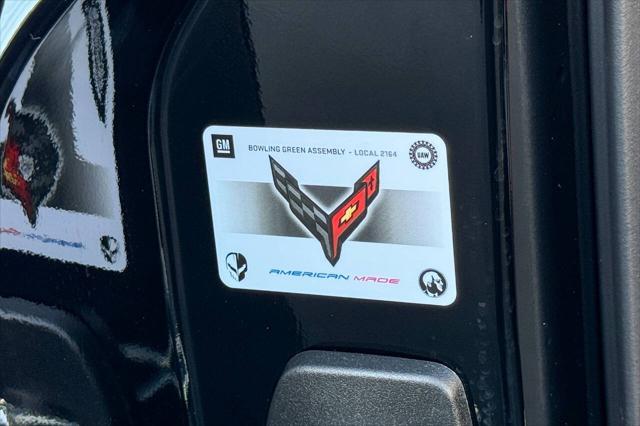 GM
BOWLING GREEN ASSEMBLY - LOCAL 2164
UAW
AMERICAN MADE